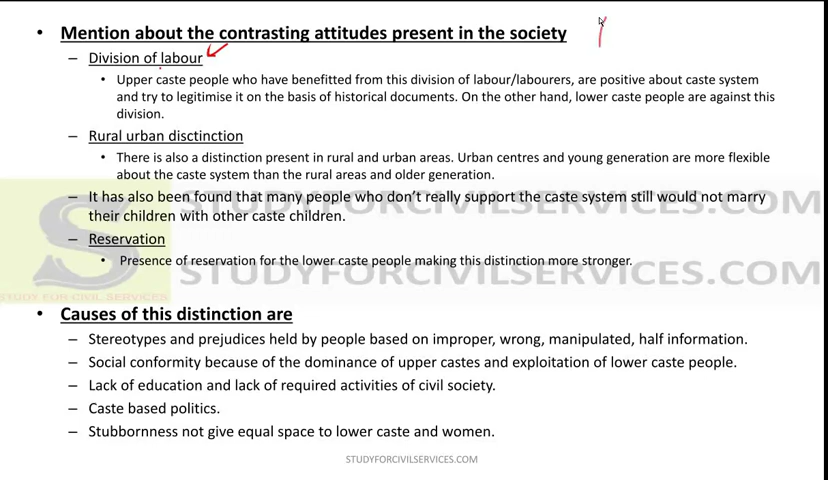 • Mention about the contrasting attitudes present in the society
– Division of labour
• Upper caste people who have benefitted from this division of labour/labourers, are positive about caste system
and try to legitimise it on the basis of historical documents. On the other hand, lower caste people are against this
division.
– Rural urban disctinction
• There is also a distinction present in rural and urban areas. Urban centres and young generation are more flexible
about the caste system than the rural areas and older generation.
– It has also been found that many people who don't really support the caste system still would not marry
their children with other caste children.
STUDYFORCIVILSERVICES.COM
– Reservation
• Presence of reservation for the lower caste people making this distinction more stronger.
STUDYFORCIVILSERVICES.COM
S
STUDY FOR CIVIL SERVICES
• Causes of this distinction are
– Stereotypes and prejudices held by people based on improper, wrong, manipulated, half information.
– Social conformity because of the dominance of upper castes and exploitation of lower caste people.
– Lack of education and lack of required activities of civil society.
– Caste based politics.
– Stubbornness not give equal space to lower caste and women.
STUDYFORCIVILSERVICES.COM